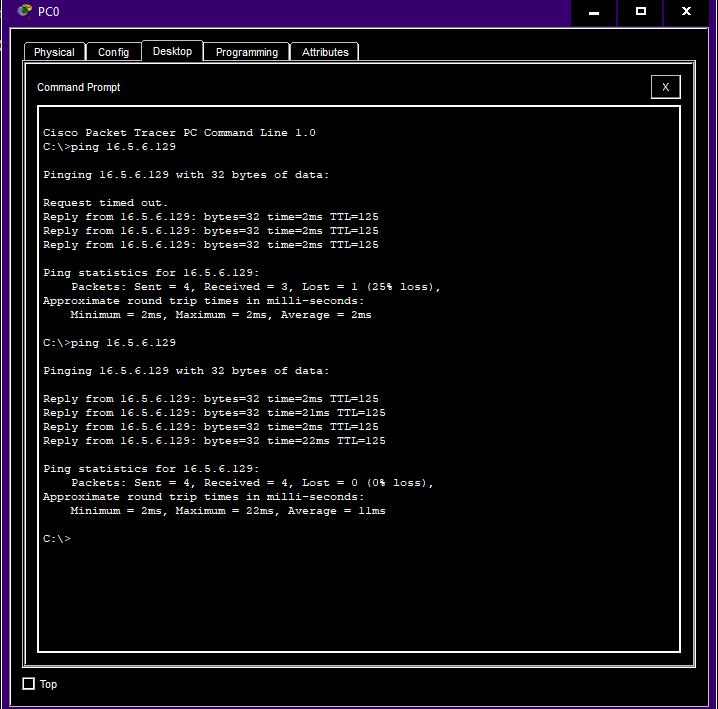 PC0
Physical Config Desktop Programming Attributes
Command Prompt
X
Cisco Packet Tracer PC Command Line 1.0
C:\>ping 16.5.6.129
Pinging 16.5.6.129 with 32 bytes of data:
Request timed out.
Reply from 16.5.6.129: bytes=32 time=2ms TTL=125
Reply from 16.5.6.129: bytes=32 time=2ms TTL=125
Reply from 16.5.6.129: bytes=32 time=2ms TTL=125
Ping statistics for 16.5.6.129:
    Packets: Sent = 4, Received = 3, Lost = 1 (25% loss),
Approximate round trip times in milli-seconds:
    Minimum = 2ms, Maximum = 2ms, Average = 2ms
C:\>ping 16.5.6.129
Pinging 16.5.6.129 with 32 bytes of data:
Reply from 16.5.6.129: bytes=32 time=2ms TTL=125
Reply from 16.5.6.129: bytes=32 time=21ms TTL=125
Reply from 16.5.6.129: bytes=32 time=2ms TTL=125
Reply from 16.5.6.129: bytes=32 time=22ms TTL=125
Ping statistics for 16.5.6.129:
    Packets: Sent = 4, Received = 4, Lost = 0 (0% loss),
Approximate round trip times in milli-seconds:
    Minimum = 2ms, Maximum = 22ms, Average = 11ms
C:\>
Top